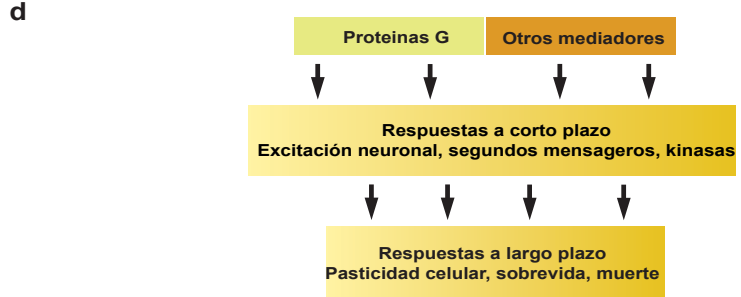 d
Proteinas G
Otros mediadores
Respuestas a corto plazo
Excitación neuronal, segundos mensageros, kinasas
Respuestas a largo plazo
Pasticidad celular, sobrevida, muerte